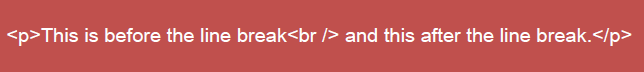 <p>This is before the line break<br /> and this after the line break.</p>